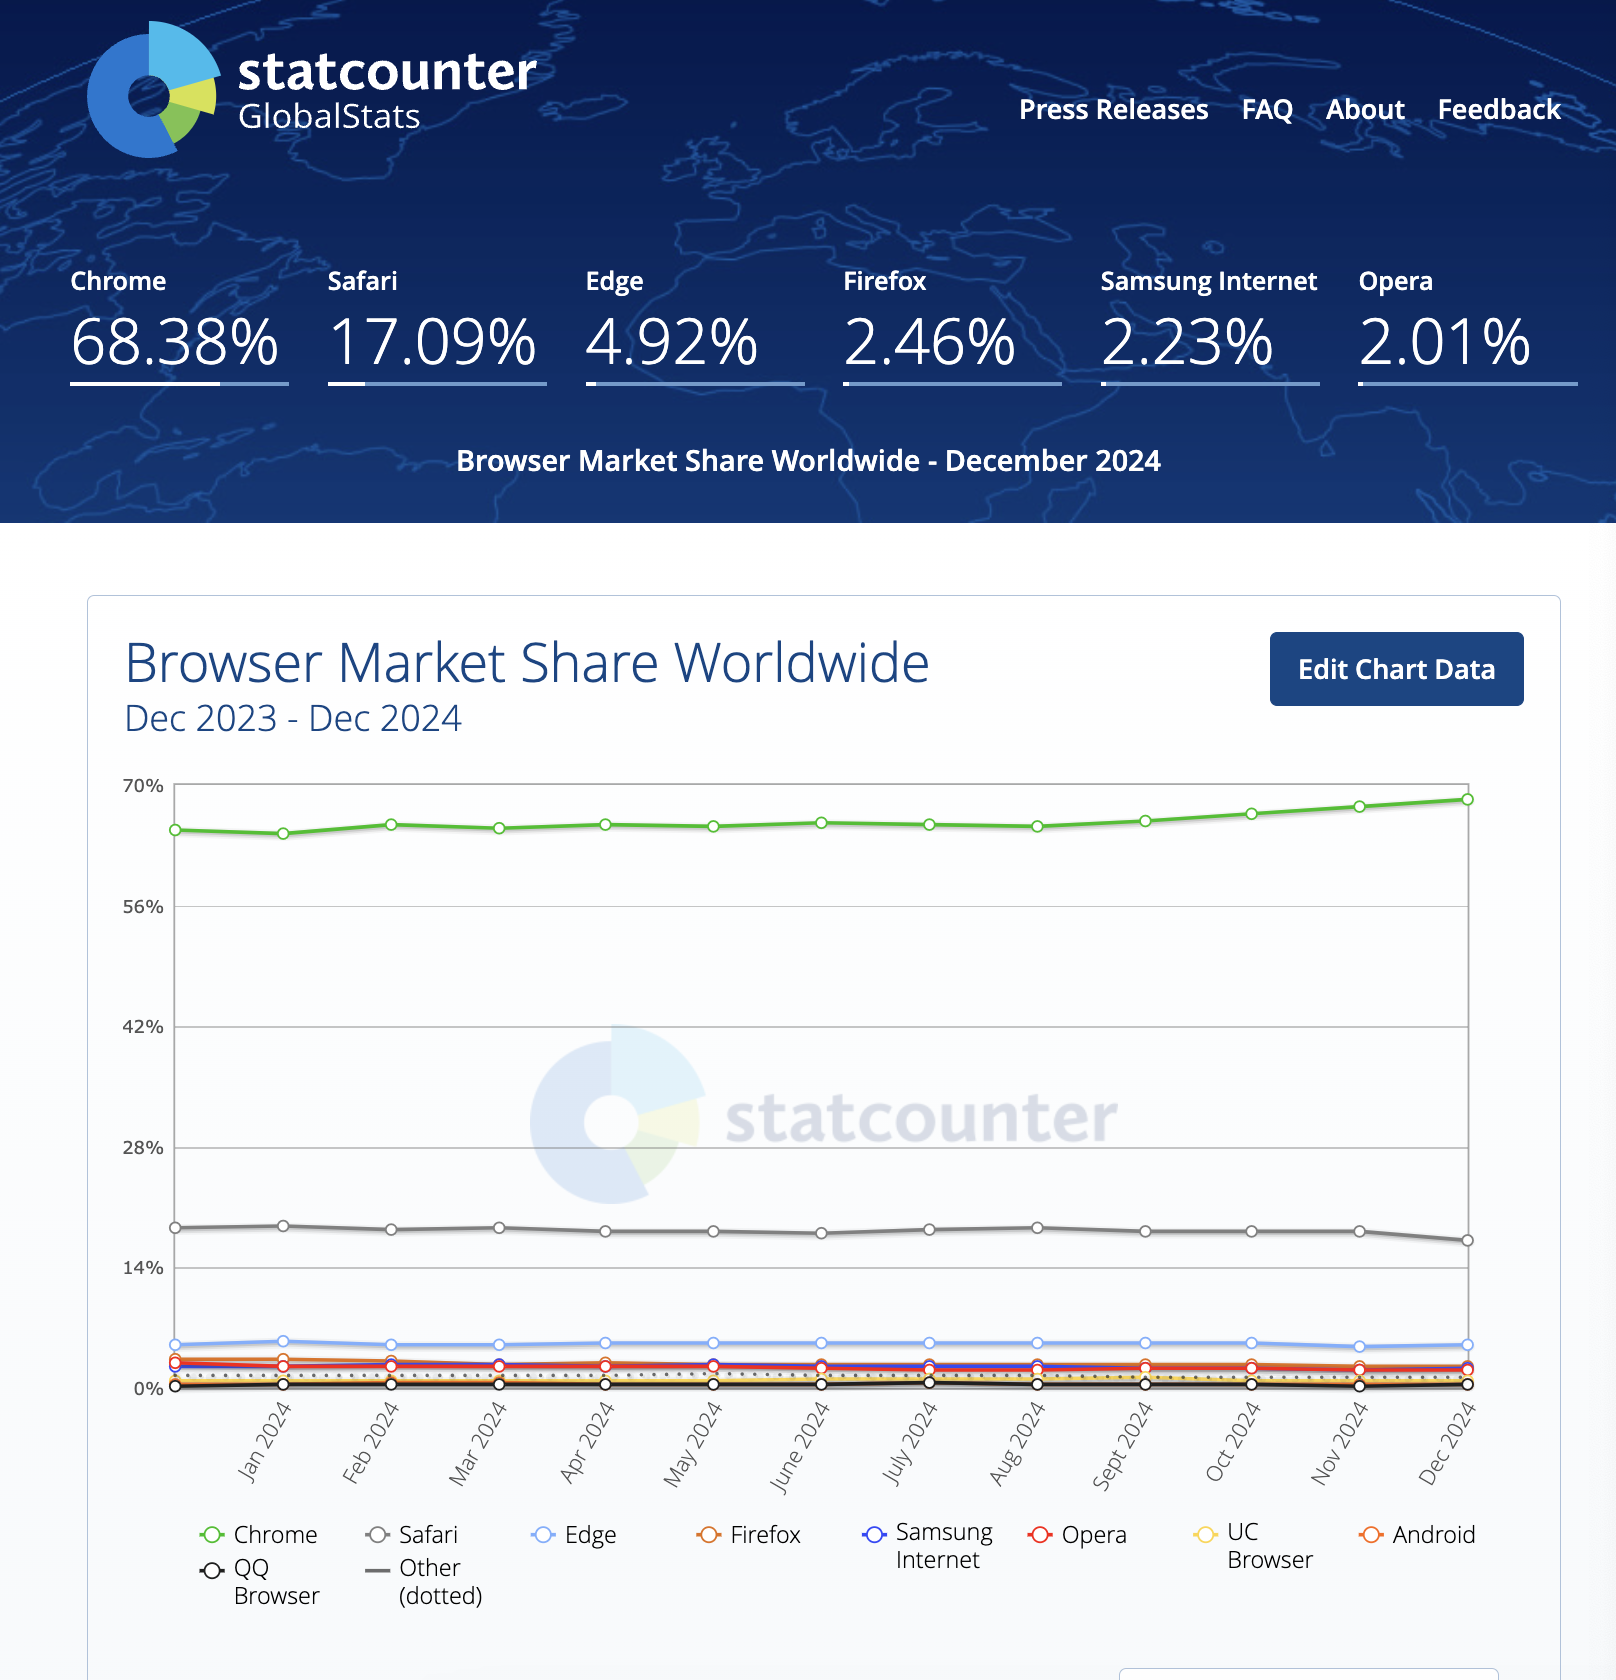 statcounter
GlobalStats
Press Releases FAQ About Feedback
Chrome Safari Edge Firefox Samsung Internet Opera
68.38% 17.09% 4.92% 2.46% 2.23% 2.01%
Browser Market Share Worldwide - December 2024
Browser Market Share Worldwide
Edit Chart Data
Dec 2023 - Dec 2024
70%
56%
42%
statcounter
28%
14%
0%
Jan 2024 Feb 2024 Mar 2024 Apr 2024 May 2024 June 2024 July 2024 Aug 2024 Sept 2024 Oct 2024 Nov 2024 Dec 2024
Chrome Safari Edge Firefox Samsung Internet Opera UC Browser Android
QQ Browser Other (dotted)